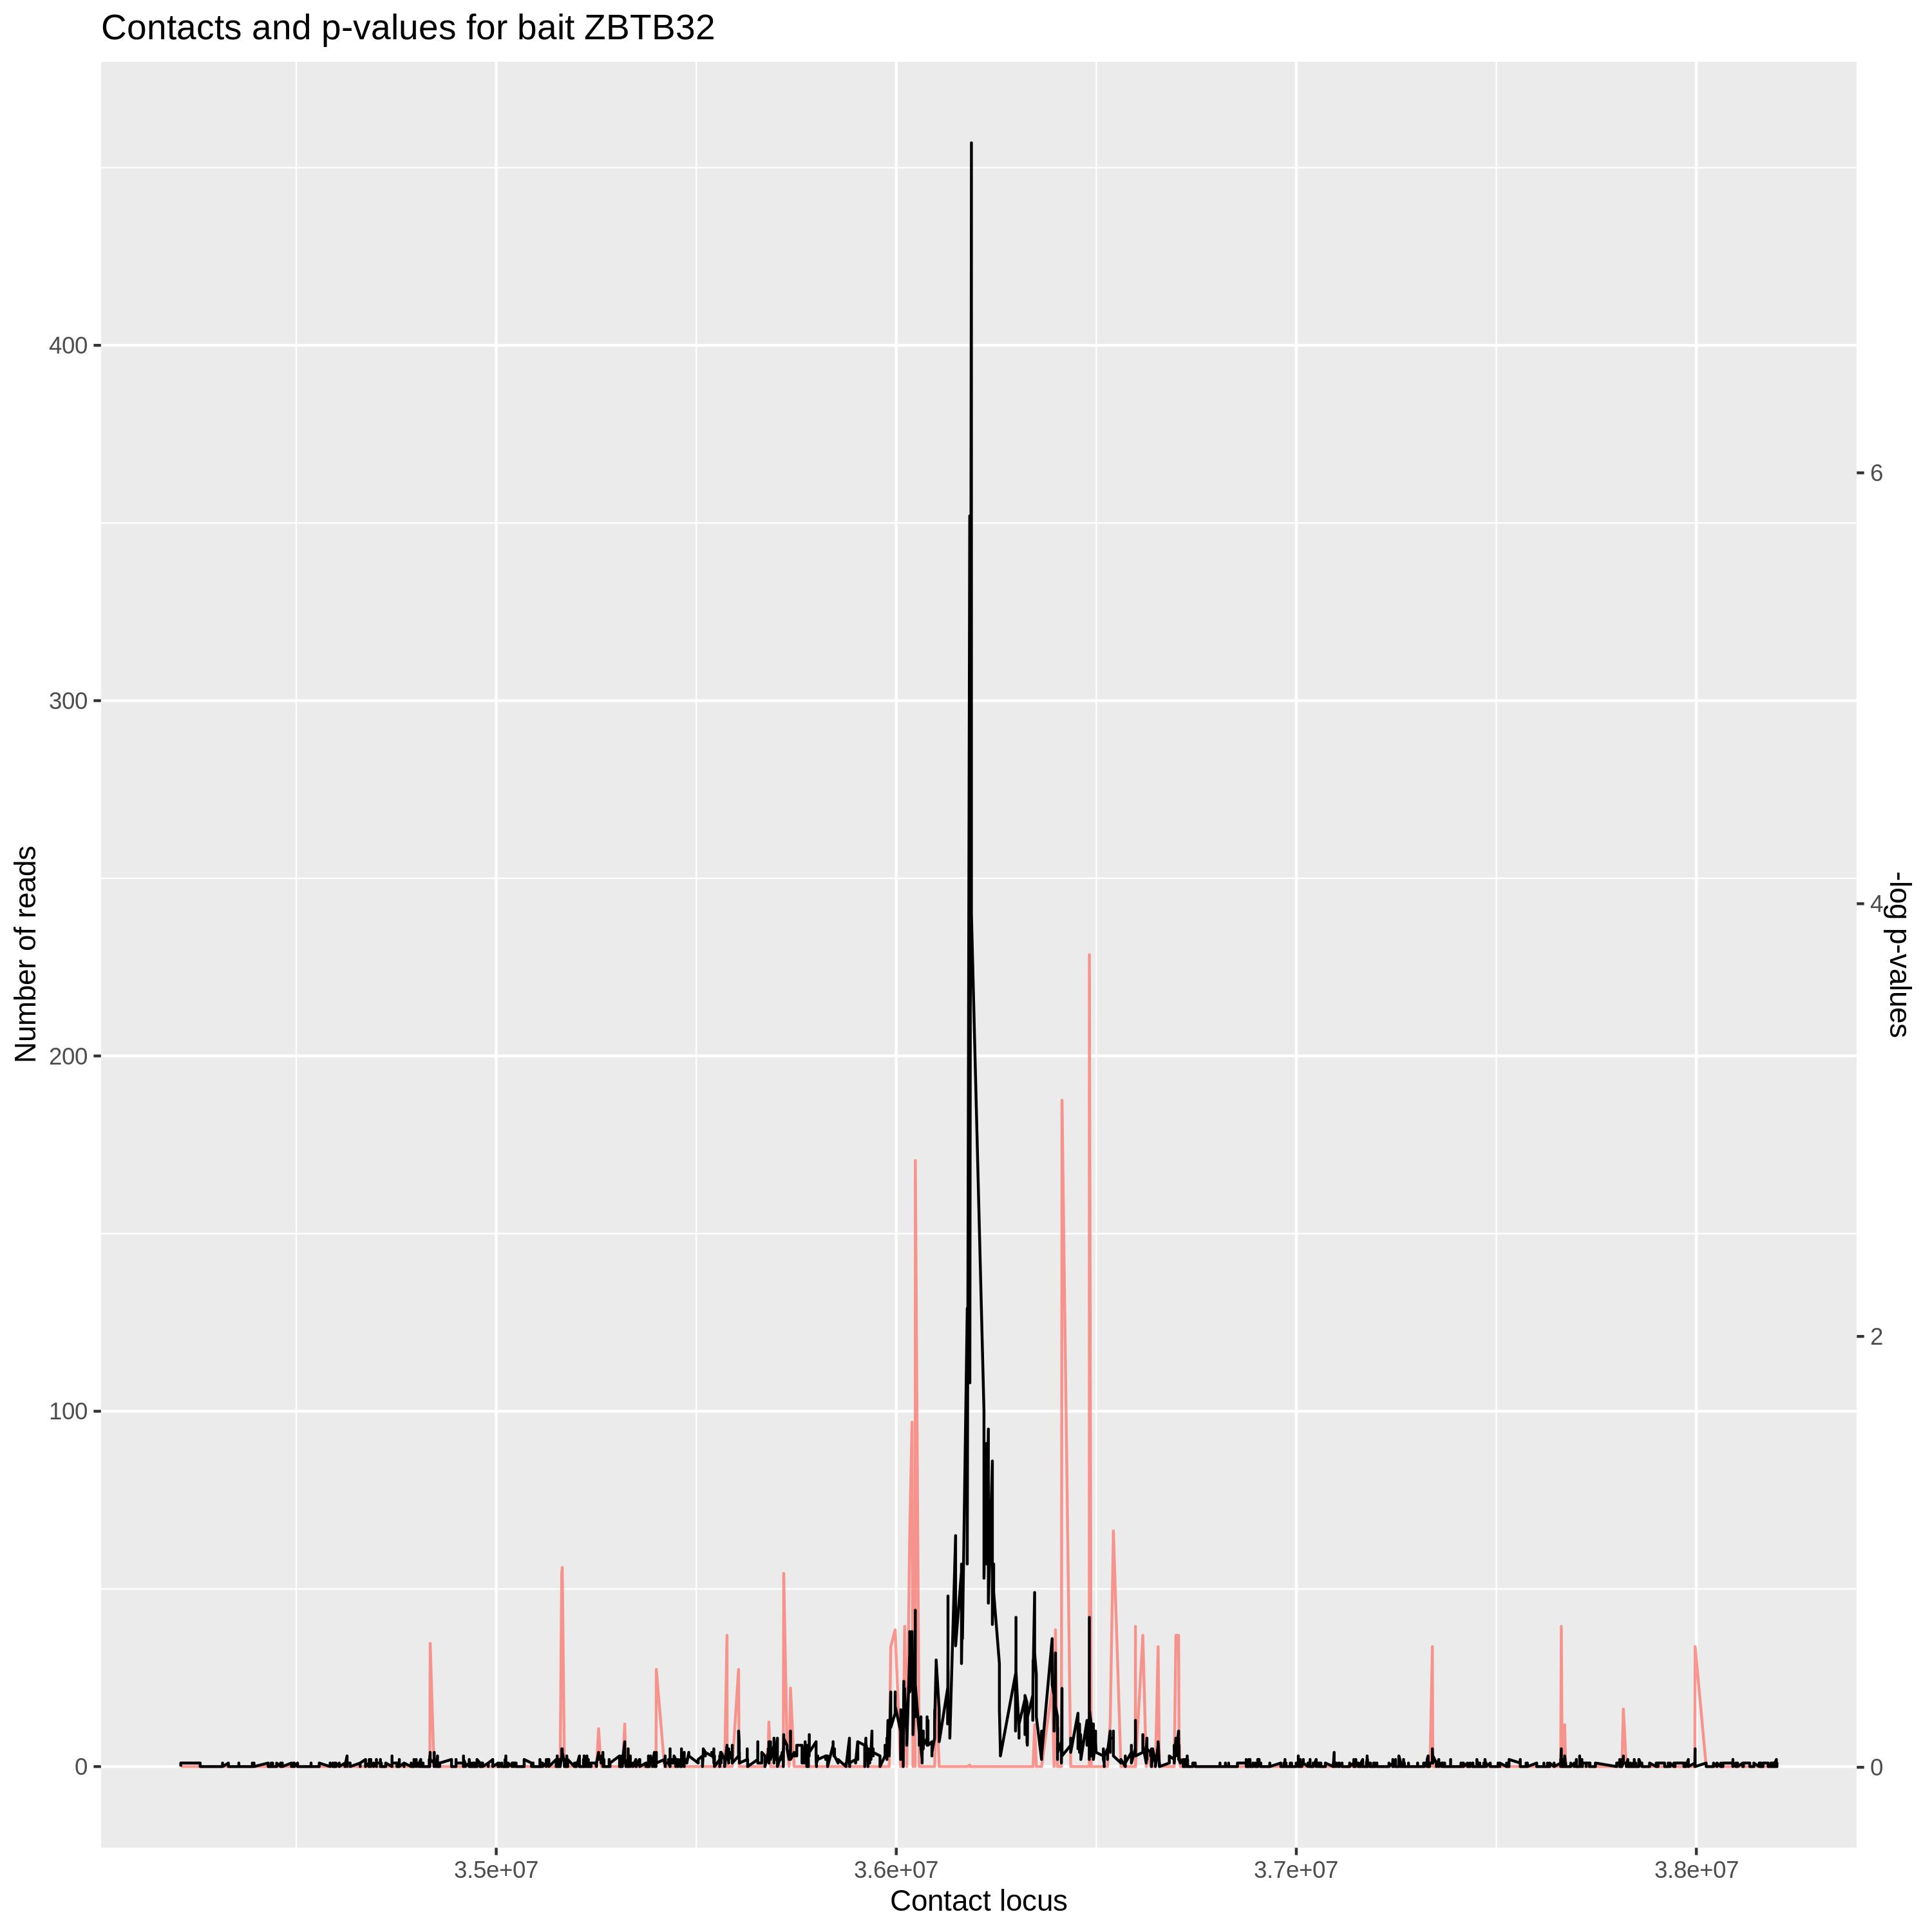 Contacts and p-values for bait ZBTB32
Number of reads
400
300
200
100
0
6
4
2
0
-log p-values
3.5e+07
3.6e+07
3.7e+07
3.8e+07
Contact locus